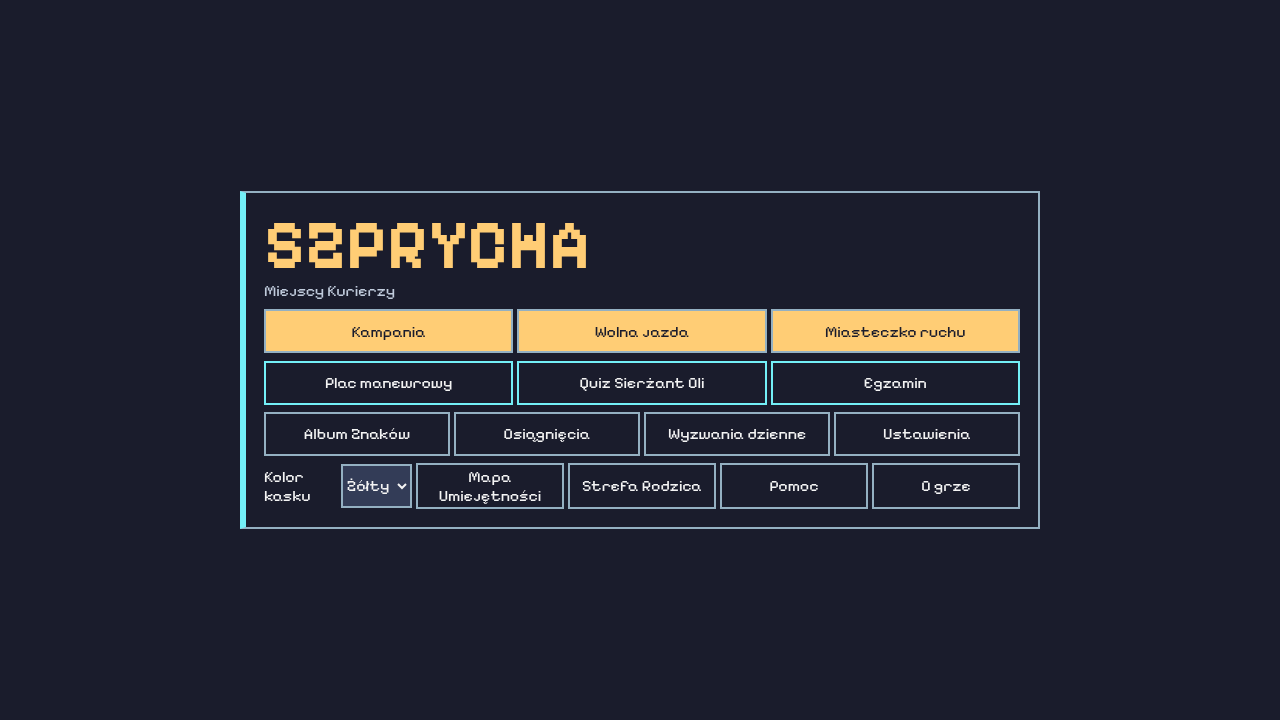 SZPRYCHA
Miejscy Kurierzy
Kampania
Wolna jazda
Miasteczko ruchu
Plac manewrowy
Quiz Sierżant Oli
Egzamin
Album Znaków
Osiągnięcia
Wyzwania dzienne
Ustawienia
Kolor
kasku
Żółty
Mapa
Umiejętności
Strefa Rodzica
Pomoc
O grze